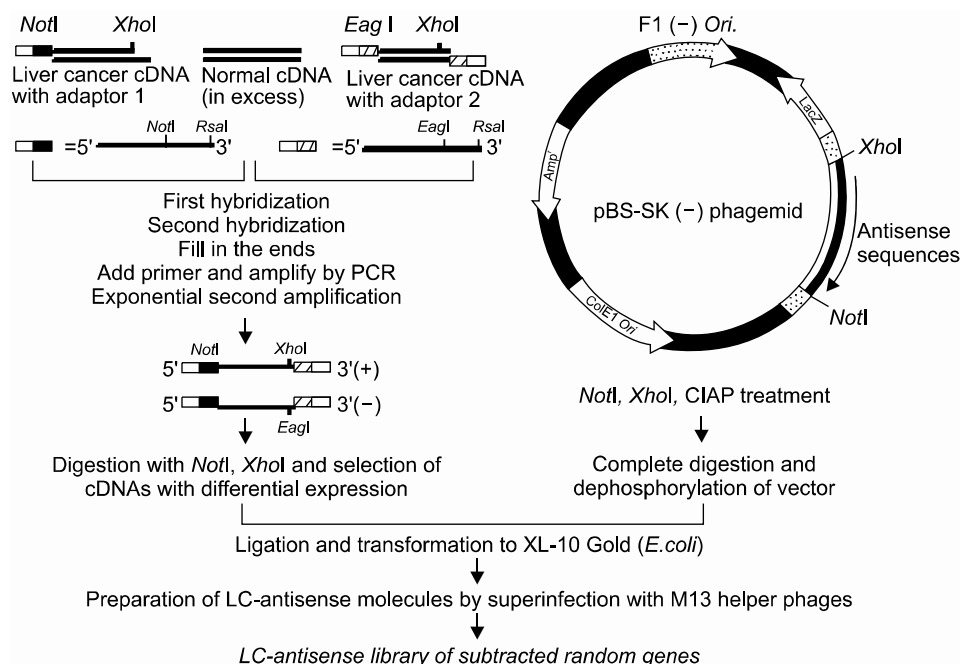 NotI XhoI
Liver cancer cDNA
with adaptor 1
Normal cDNA
(in excess)
Eag I XhoI
Liver cancer cDNA
with adaptor 2
=5' NotI RsaI 3'
=5' EagI RsaI 3'
First hybridization
Second hybridization
Fill in the ends
Add primer and amplify by PCR
Exponential second amplification
NotI XhoI
5' 3'(+)
5' 3'(−)
EagI
Digestion with NotI, XhoI and selection of
cDNAs with differential expression
F1 (−) Ori.
LacZ
XhoI
Ampr
pBS-SK (−) phagemid
Antisense
sequences
ColE1 Ori
NotI
NotI, XhoI, CIAP treatment
Complete digestion and
dephosphorylation of vector
Ligation and transformation to XL-10 Gold (E.coli)
Preparation of LC-antisense molecules by superinfection with M13 helper phages
LC-antisense library of subtracted random genes